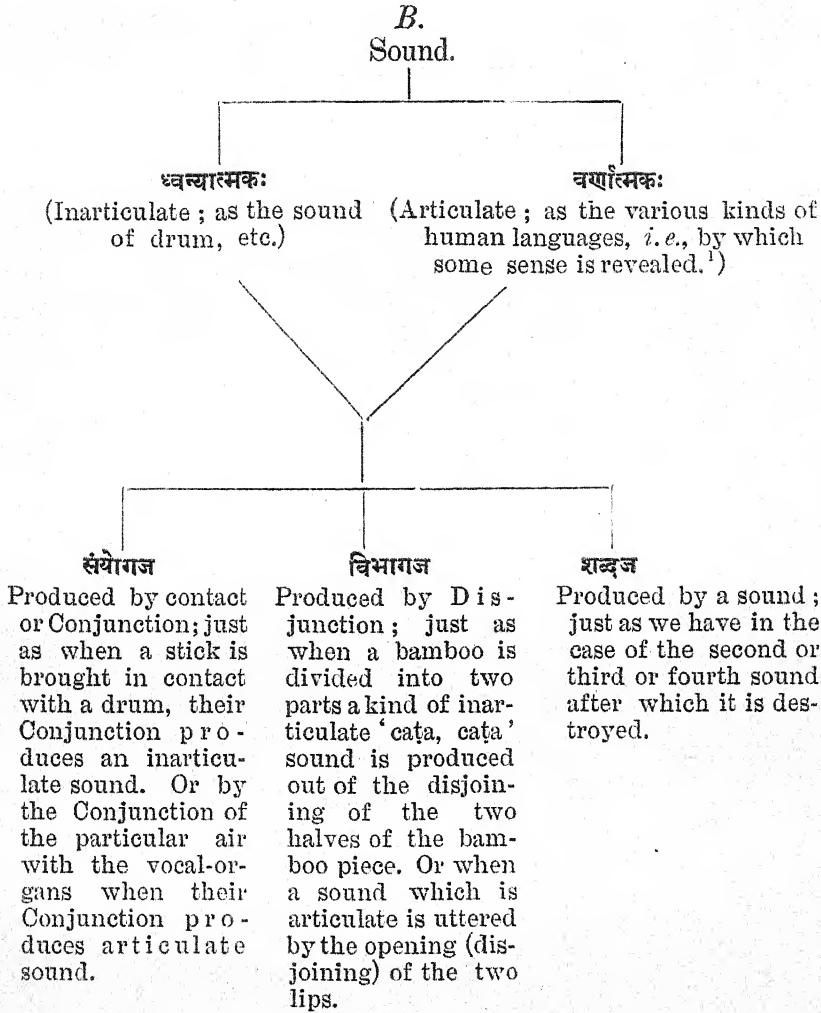 B.
Sound.
ध्वन्यात्मकः
(Inarticulate ; as the sound
of drum, etc.)
वर्णात्मकः
(Articulate ; as the various kinds of
human languages, i.e., by which
some sense is revealed.¹)
संयोगज
Produced by contact
or Conjunction; just
as when a stick is
brought in contact
with a drum, their
Conjunction pro-
duces an inarticu-
late sound. Or by
the Conjunction of
the particular air
with the vocal-or-
gans when their
Conjunction pro-
duces articulate
sound.
विभागज
Produced by Dis-
junction ; just as
when a bamboo is
divided into two
parts a kind of inar-
ticulate ‘caṭa, caṭa’
sound is produced
out of the disjoin-
ing of the two
halves of the bam-
boo piece. Or when
a sound which is
articulate is uttered
by the opening (dis-
joining) of the two
lips.
शब्दज
Produced by a sound ;
just as we have in the
case of the second or
third or fourth sound
after which it is des-
troyed.